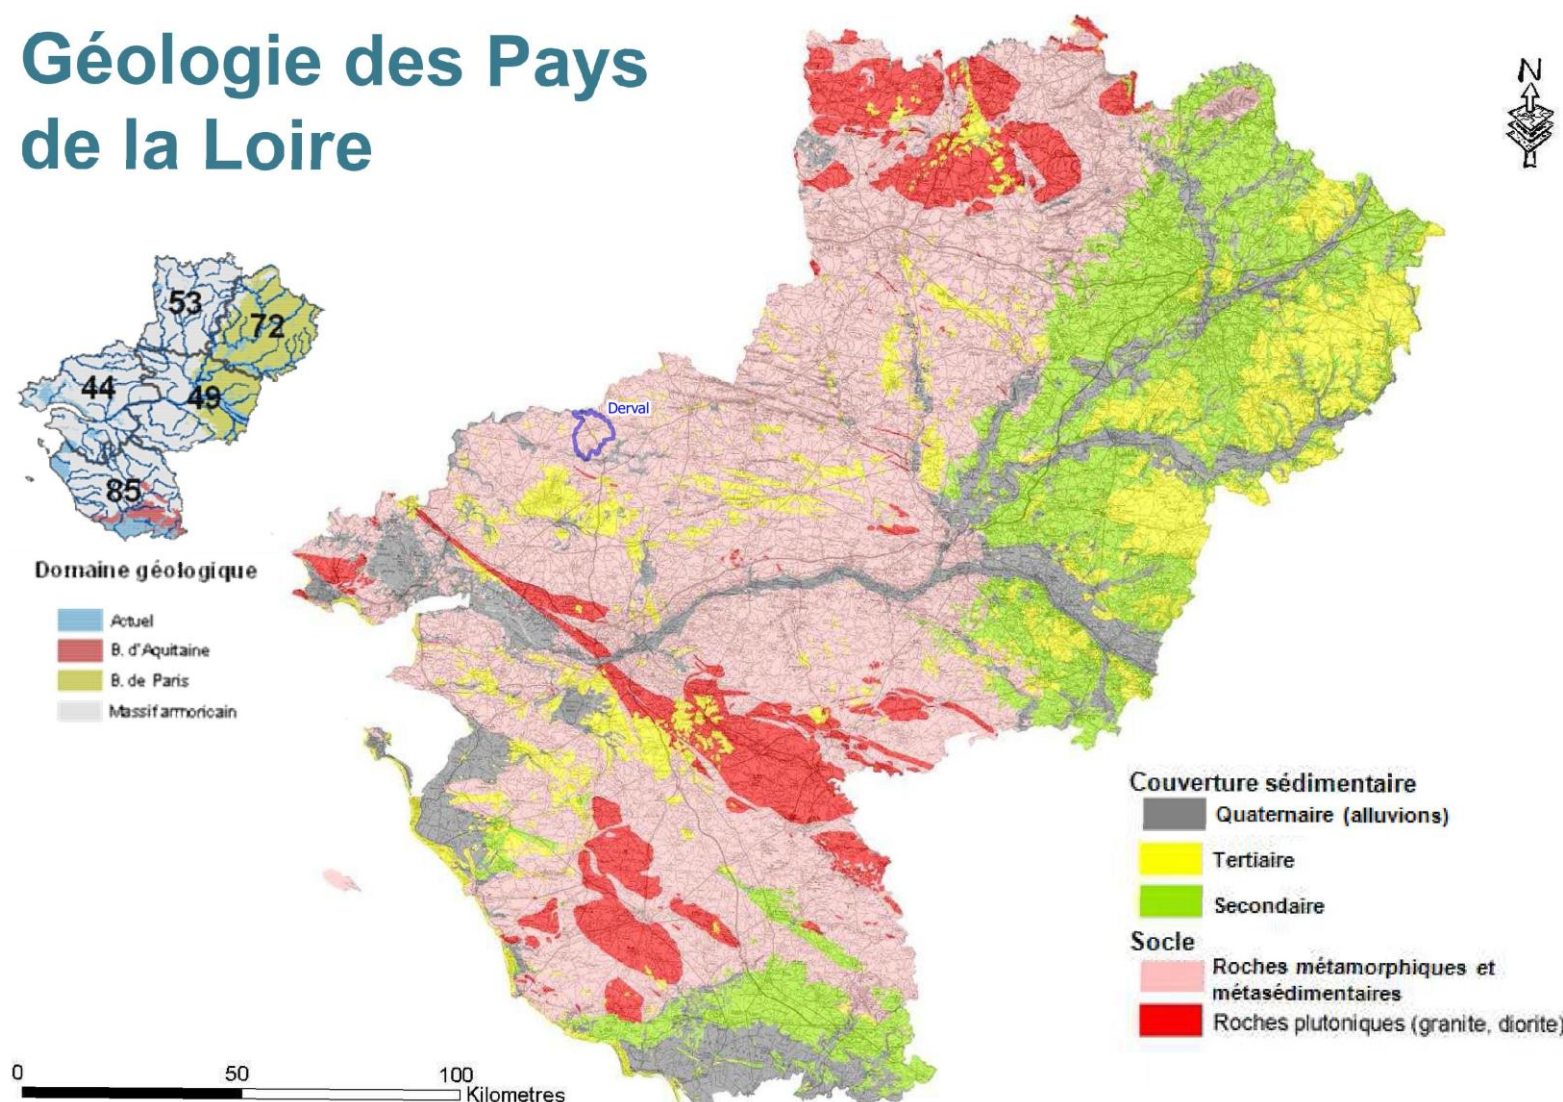 Géologie des Pays
de la Loire
N
53
72
44
49
85
Derval
Domaine géologique
Actuel
B. d'Aquitaine
B. de Paris
Massif armoricain
Couverture sédimentaire
Quaternaire (alluvions)
Tertiaire
Secondaire
Socle
Roches métamorphiques et
métasédimentaires
Roches plutoniques (granite, diorite)
0
50
100
Kilometres